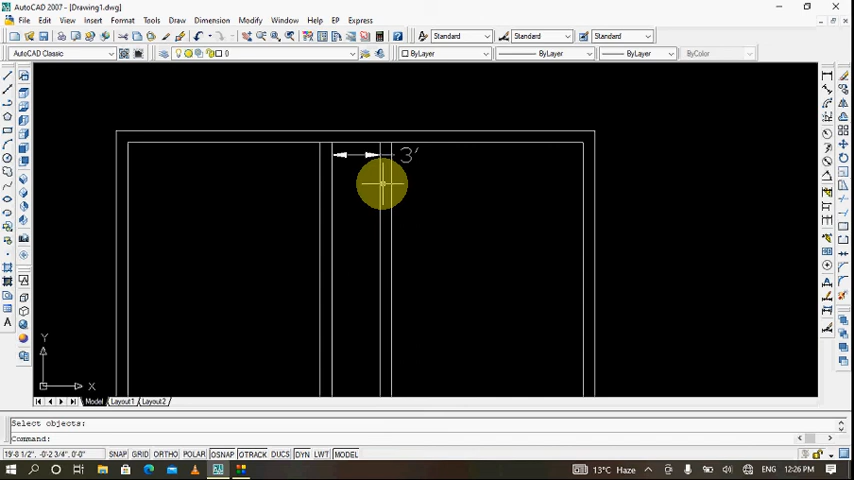 AutoCAD 2007 - [Drawing1.dwg]
File Edit View Insert Format Tools Draw Dimension Modify Window Help EP Express
Standard Standard Standard
AutoCAD Classic 0 ByLayer ByLayer ByLayer ByColor
3'
Y
X
Model Layout1 Layout2
Select objects:
Command:
19'-8 1/2", -0'-2 3/4", 0'-0" SNAP GRID ORTHO POLAR OSNAP OTRACK DUCS DYN LWT MODEL
13°C Haze ENG 12:26 PM